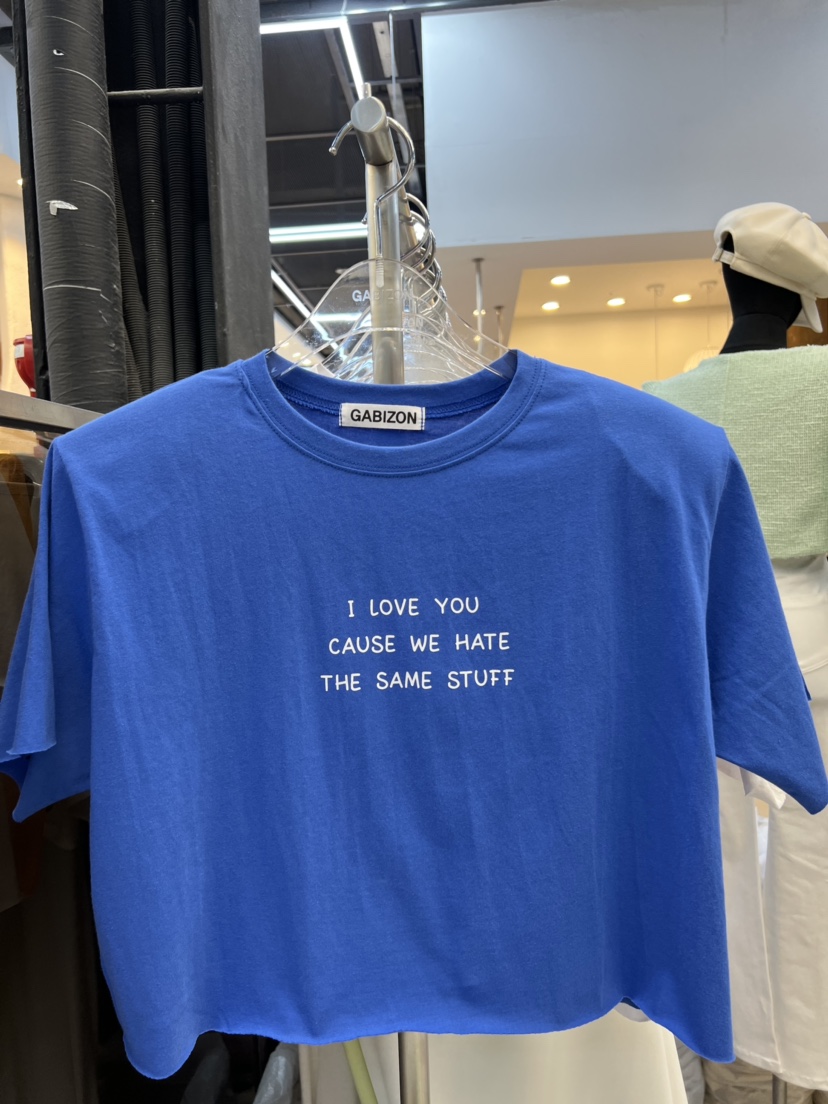 GABIZON
I LOVE YOU
CAUSE WE HATE
THE SAME STUFF